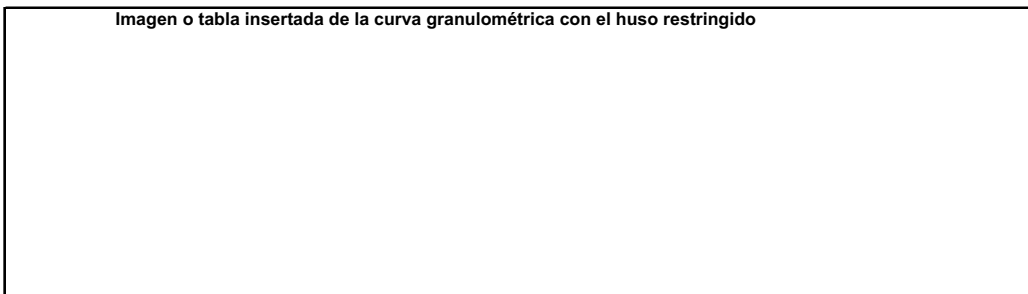 Imagen o tabla insertada de la curva granulométrica con el huso restringido